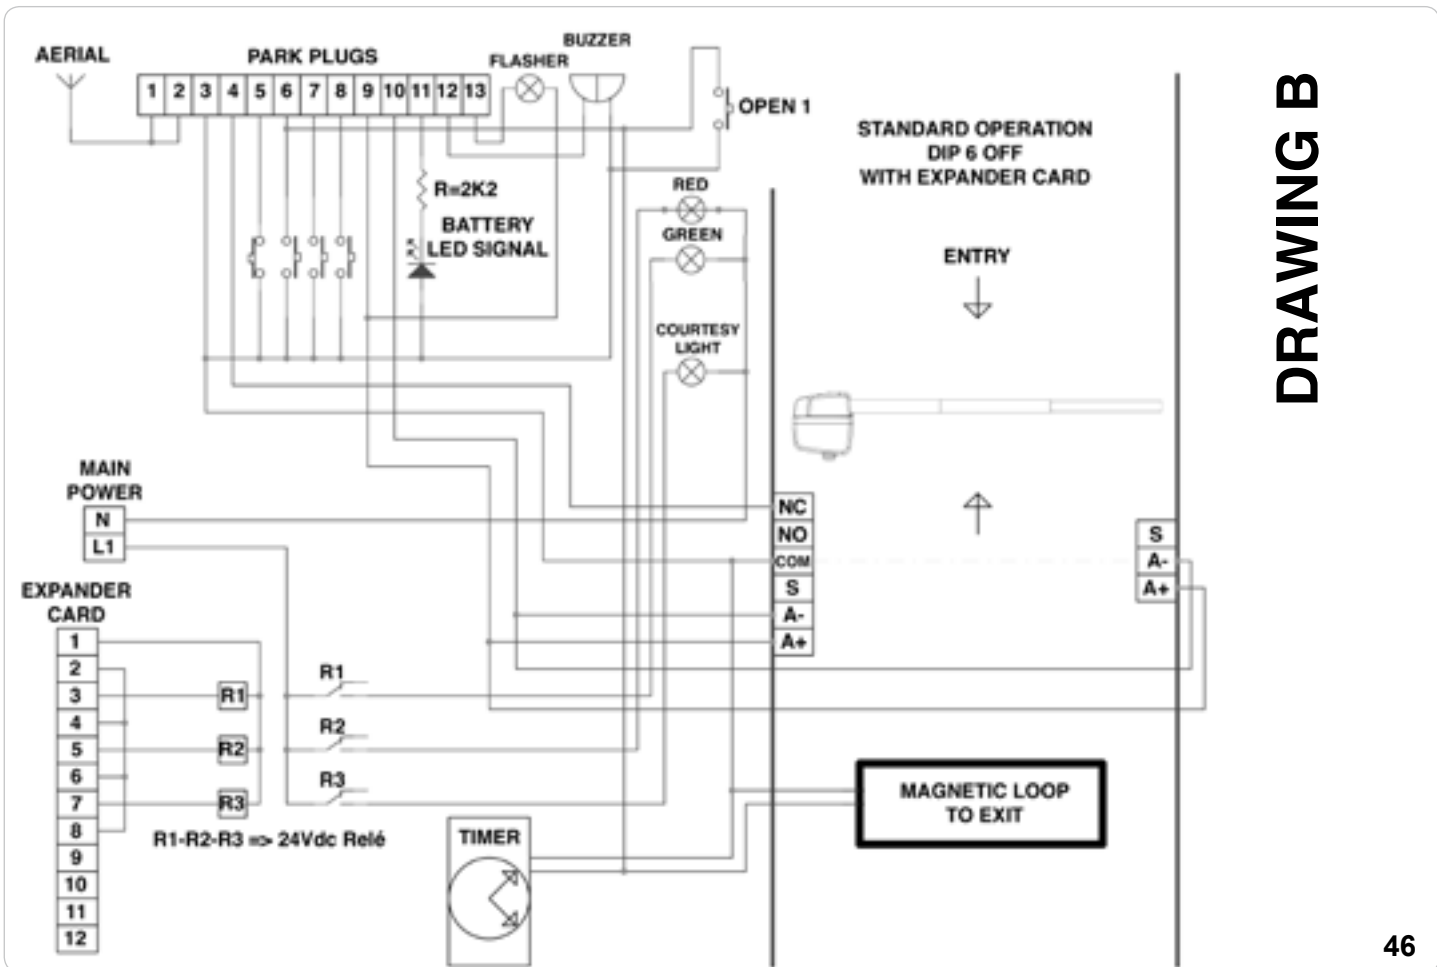 AERIAL
PARK PLUGS
FLASHER
BUZZER
1 2 3 4 5 6 7 8 9 10 11 12 13
OPEN 1
R=2K2
BATTERY
LED SIGNAL
RED
GREEN
COURTESY
LIGHT
STANDARD OPERATION
DIP 6 OFF
WITH EXPANDER CARD
ENTRY
DRAWING B
MAIN
POWER
N
L1
NC
NO
COM
S
A-
A+
S
A-
A+
EXPANDER
CARD
1
2
3
4
5
6
7
8
9
10
11
12
R1
R2
R3
R1
R2
R3
R1-R2-R3 => 24Vdc Relé
TIMER
MAGNETIC LOOP
TO EXIT
46